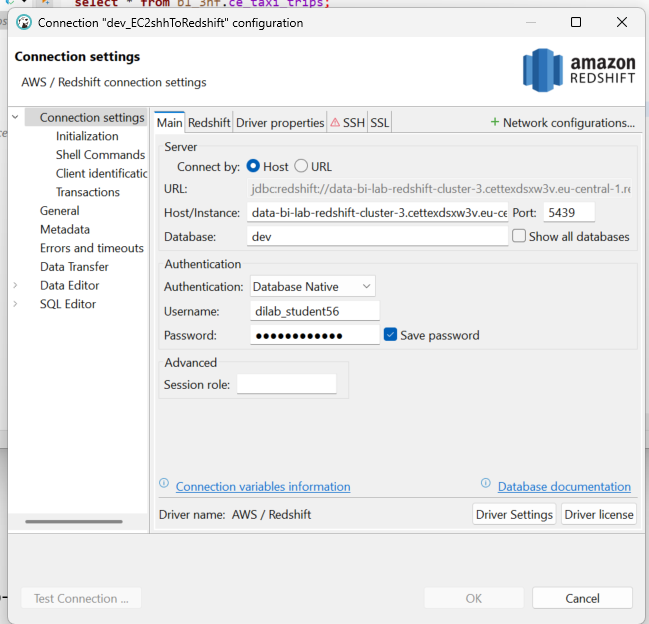 select * from bl_3nf.ce_taxi_trips;
Connection "dev_EC2shhToRedshift" configuration
Connection settings
AWS / Redshift connection settings
amazon
REDSHIFT
Connection settings
Initialization
Shell Commands
Client identificatic
Transactions
General
Metadata
Errors and timeouts
Data Transfer
Data Editor
SQL Editor
Main Redshift Driver properties SSH SSL + Network configurations...
Server
Connect by: Host URL
URL: jdbc:redshift://data-bi-lab-redshift-cluster-3.cettexdsxw3v.eu-central-1.re
Host/Instance: data-bi-lab-redshift-cluster-3.cettexdsxw3v.eu-ce Port: 5439
Database: dev Show all databases
Authentication
Authentication: Database Native
Username: dilab_student56
Password: ●●●●●●●●●●●● Save password
Advanced
Session role:
Connection variables information Database documentation
Driver name: AWS / Redshift Driver Settings Driver license
Test Connection ... OK Cancel